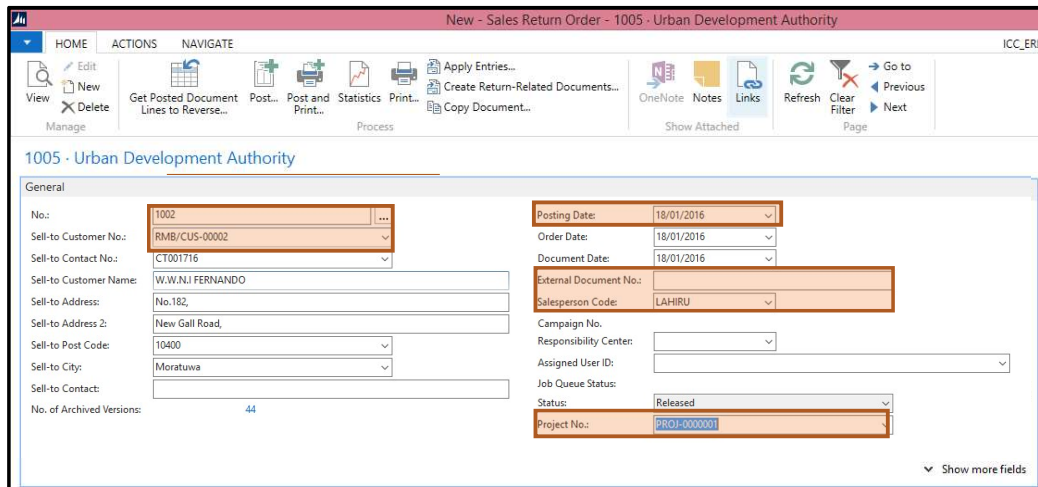 New - Sales Return Order - 1005 · Urban Development Authority
HOME ACTIONS NAVIGATE
ICC_ER
View
Edit
New
Delete
Manage
Get Posted Document Lines to Reverse...
Post...
Post and Print...
Statistics
Print...
Apply Entries...
Create Return-Related Documents...
Copy Document...
Process
OneNote
Notes
Links
Show Attached
Refresh
Clear Filter
Go to
Previous
Next
Page
1005 · Urban Development Authority
General
No.: 1002 ...
Sell-to Customer No.: RMB/CUS-00002
Sell-to Contact No.: CT001716
Sell-to Customer Name: W.W.N.I FERNANDO
Sell-to Address: No.182,
Sell-to Address 2: New Gall Road,
Sell-to Post Code: 10400
Sell-to City: Moratuwa
Sell-to Contact:
No. of Archived Versions: 44
Posting Date: 18/01/2016
Order Date: 18/01/2016
Document Date: 18/01/2016
External Document No.:
Salesperson Code: LAHIRU
Campaign No.
Responsibility Center:
Assigned User ID:
Job Queue Status:
Status: Released
Project No.: PROJ-0000001
Show more fields